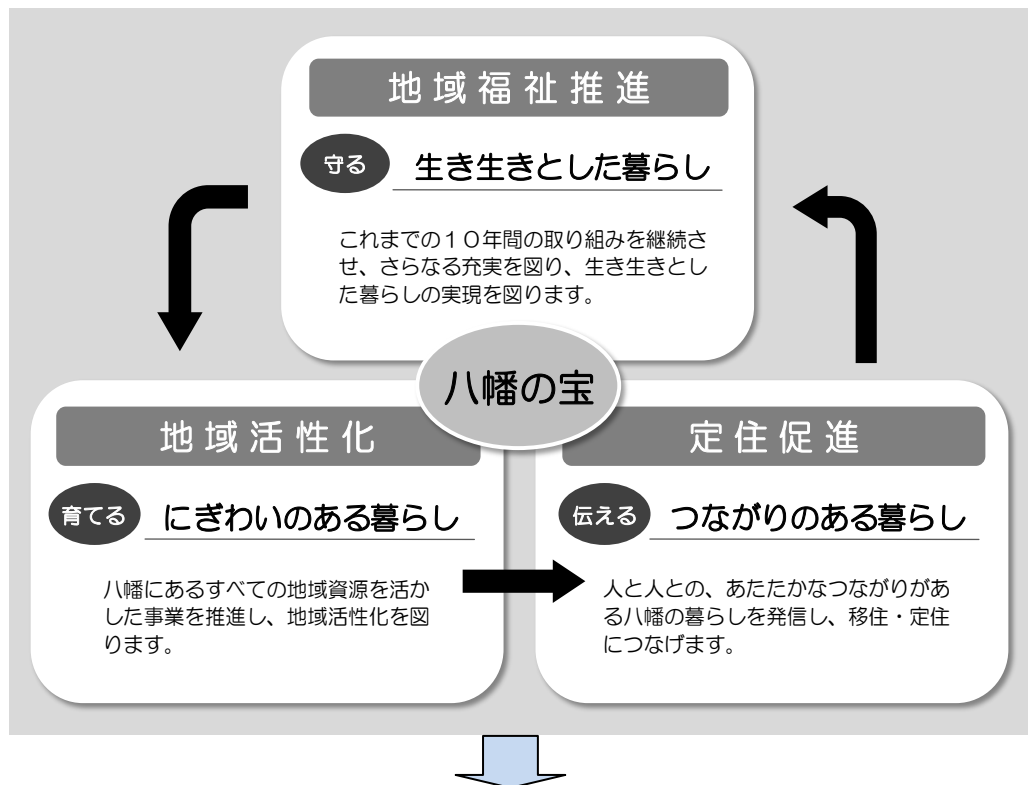 地域福祉推進
守る 生き生きとした暮らし
これまでの１０年間の取り組みを継続さ
せ、さらなる充実を図り、生き生きとし
た暮らしの実現を図ります。
八幡の宝
地域活性化
育てる にぎわいのある暮らし
八幡にあるすべての地域資源を活か
した事業を推進し、地域活性化を図
ります。
定住促進
伝える つながりのある暮らし
人と人との、あたたかなつながりがあ
る八幡の暮らしを発信し、移住・定住
につなげます。